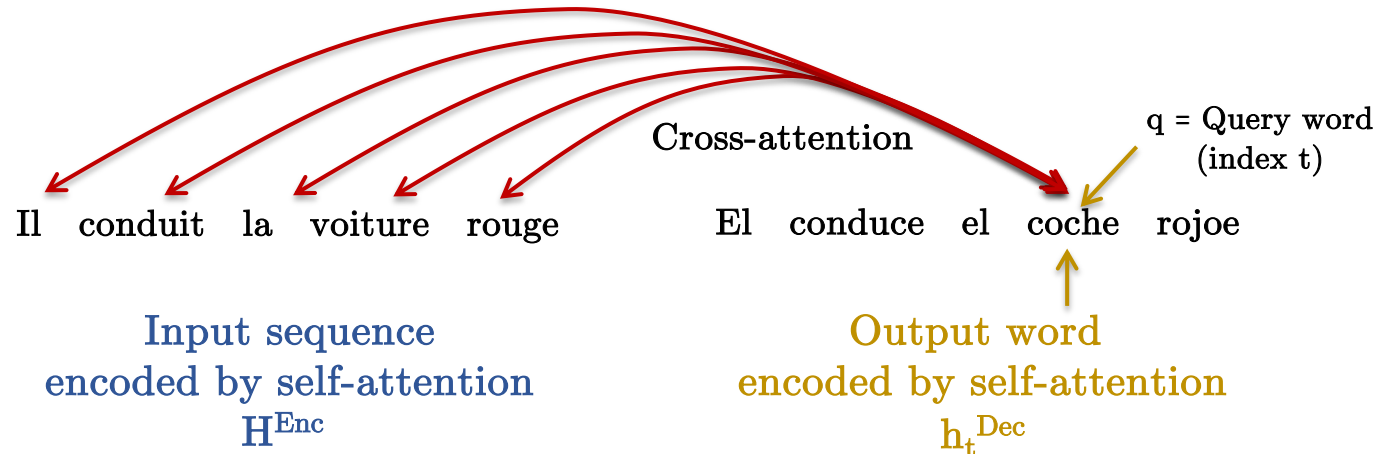 Cross-attention
q = Query word
(index t)
Il conduit la voiture rouge
El conduce el coche rojoe
Input sequence
encoded by self-attention
H^Enc
Output word
encoded by self-attention
h_t^Dec